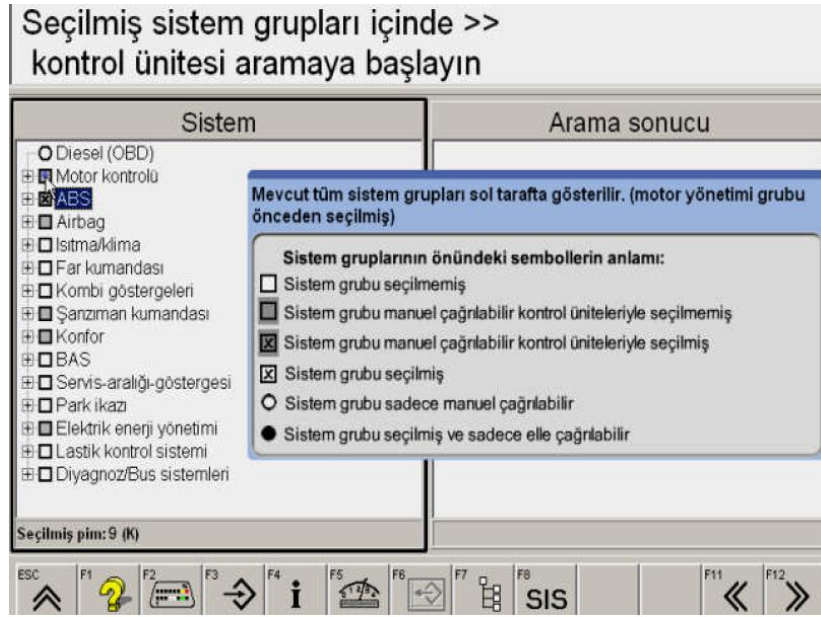 Seçilmiş sistem grupları içinde >>
kontrol ünitesi aramaya başlayın
Sistem
Arama sonucu
Diesel (OBD)
Motor kontrolü
ABS
Airbag
Isıtma/klima
Far kumandası
Kombi göstergeleri
Şanzıman kumandası
Konfor
BAS
Servis-aralığı-göstergesi
Park ikazı
Elektrik enerji yönetimi
Lastik kontrol sistemi
Diyagnoz/Bus sistemleri
Mevcut tüm sistem grupları sol tarafta gösterilir. (motor yönetimi grubu
önceden seçilmiş)
Sistem gruplarının önündeki sembollerin anlamı:
Sistem grubu seçilmemiş
Sistem grubu manuel çağrılabilir kontrol üniteleriyle seçilmemiş
Sistem grubu manuel çağrılabilir kontrol üniteleriyle seçilmiş
Sistem grubu seçilmiş
Sistem grubu sadece manuel çağrılabilir
Sistem grubu seçilmiş ve sadece elle çağrılabilir
Seçilmiş pim: 9 (K)
ESC F1 F2 F3 F4 F5 F6 F7 F8 F11 F12
i SIS